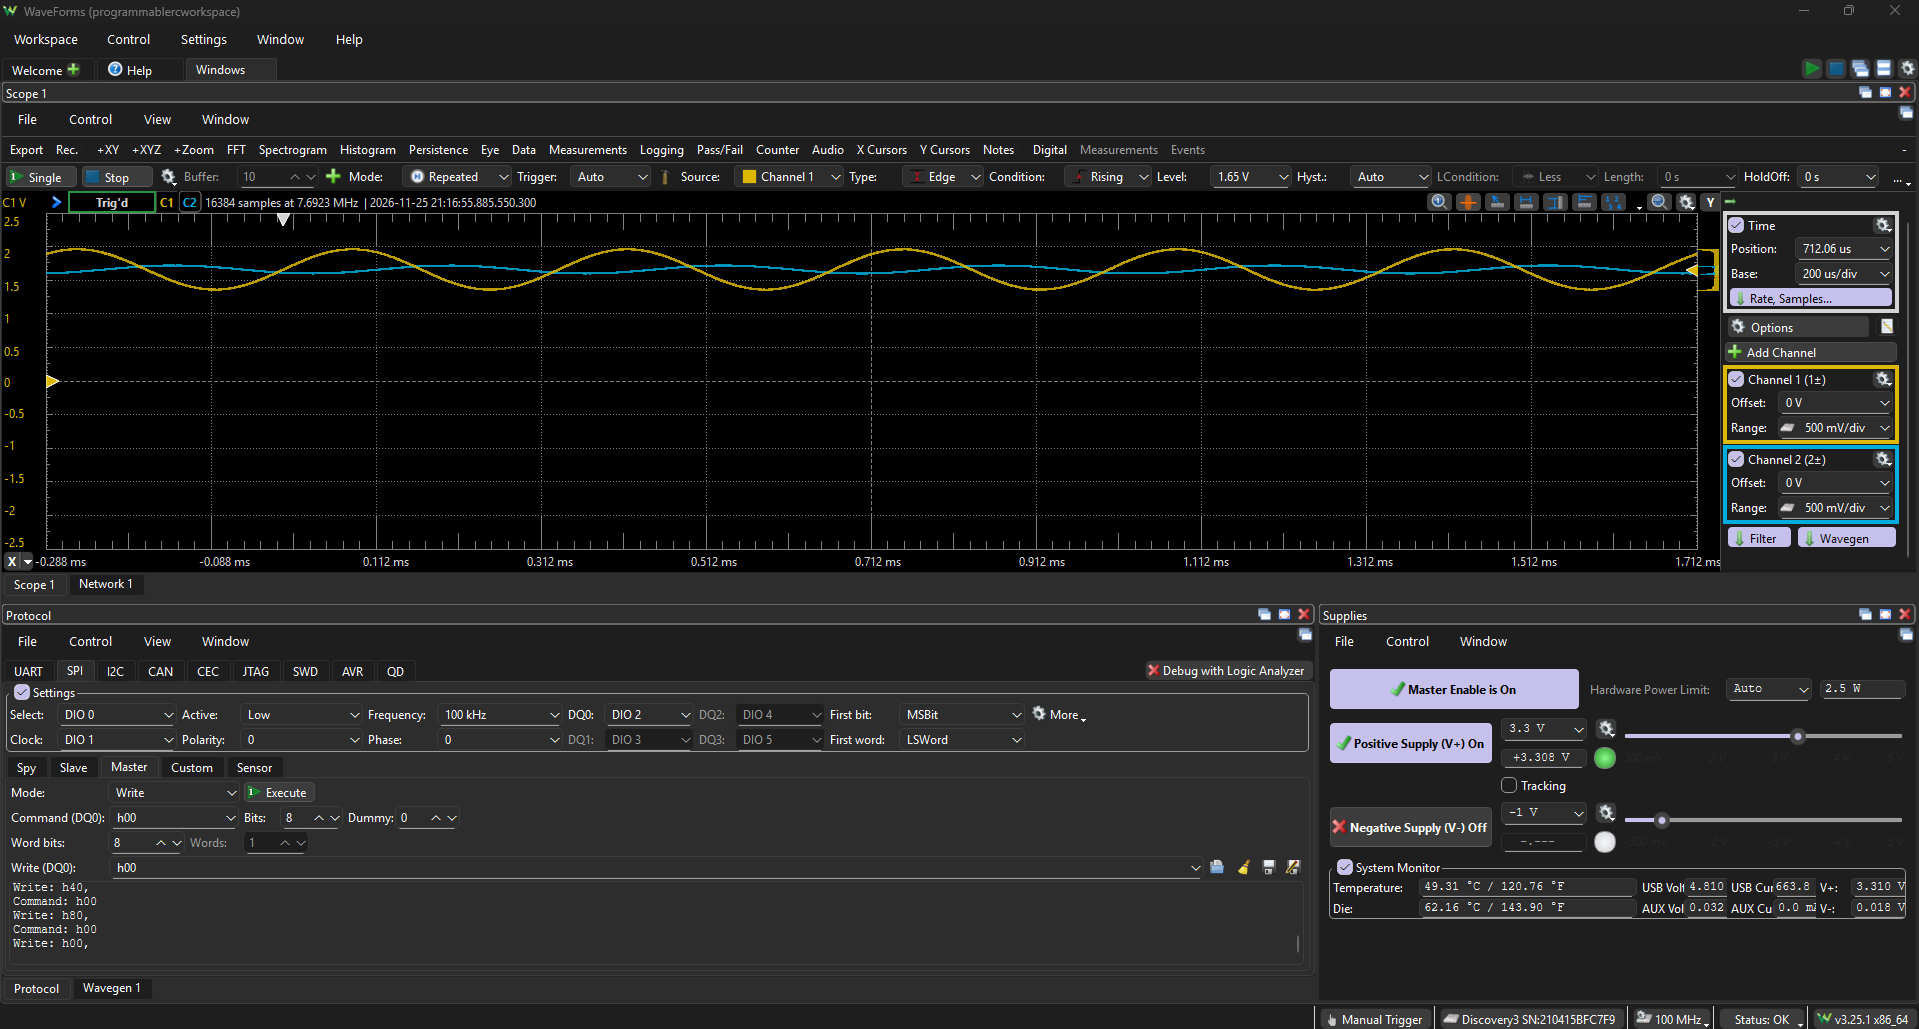 WaveForms (programmablercworkspace)
Workspace Control Settings Window Help
Welcome Help Windows
Scope 1
File Control View Window
Export Rec. +XY +XYZ +Zoom FFT Spectrogram Histogram Persistence Eye Data Measurements Logging Pass/Fail Counter Audio X Cursors Y Cursors Notes Digital Measurements Events
Single Stop Buffer: 10 Mode: Repeated Trigger: Auto Source: Channel 1 Type: Edge Condition: Rising Level: 1.65 V Hyst.: Auto LCondition: Less Length: 0 s HoldOff: 0 s ...
C1 V Trig'd C1 C2 16384 samples at 7.6923 MHz | 2026-11-25 21:16:55.885.550.300 Y
2.5
2
1.5
1
0.5
0
-0.5
-1
-1.5
-2
-2.5
X -0.288 ms -0.088 ms 0.112 ms 0.312 ms 0.512 ms 0.712 ms 0.912 ms 1.112 ms 1.312 ms 1.512 ms 1.712 ms
Time
Position: 712.06 us
Base: 200 us/div
Rate, Samples...
Options
Add Channel
Channel 1 (1±)
Offset: 0 V
Range: 500 mV/div
Channel 2 (2±)
Offset: 0 V
Range: 500 mV/div
Filter Wavegen
Scope 1 Network 1
Protocol
File Control View Window
UART SPI I2C CAN CEC JTAG SWD AVR QD Debug with Logic Analyzer
Settings
Select: DIO 0 Active: Low Frequency: 100 kHz DQ0: DIO 2 DQ2: DIO 4 First bit: MSBit More
Clock: DIO 1 Polarity: 0 Phase: 0 DQ1: DIO 3 DQ3: DIO 5 First word: LSWord
Spy Slave Master Custom Sensor
Mode: Write Execute
Command (DQ0): h00 Bits: 8 Dummy: 0
Word bits: 8 Words: 1
Write (DQ0): h00
Write: h40,
Command: h00
Write: h80,
Command: h00
Write: h00,
Protocol Wavegen 1
Supplies
File Control Window
Master Enable is On Hardware Power Limit: Auto 2.5 W
Positive Supply (V+) On 3.3 V
+3.308 V 500 mV 2 V 3 V 4 V 5 V
Tracking
Negative Supply (V-) Off -1 V
-.--- -500 mV -2 V -3 V -4 V -5 V
System Monitor
Temperature: 49.31 °C / 120.76 °F USB Volt 4.810 USB Cur 663.8 V+: 3.310 V
Die: 62.16 °C / 143.90 °F AUX Vol 0.032 AUX Cu 0.0 mA V-: 0.018 V
Manual Trigger Discovery3 SN:210415BFC7F9 100 MHz Status: OK v3.25.1 x86_64